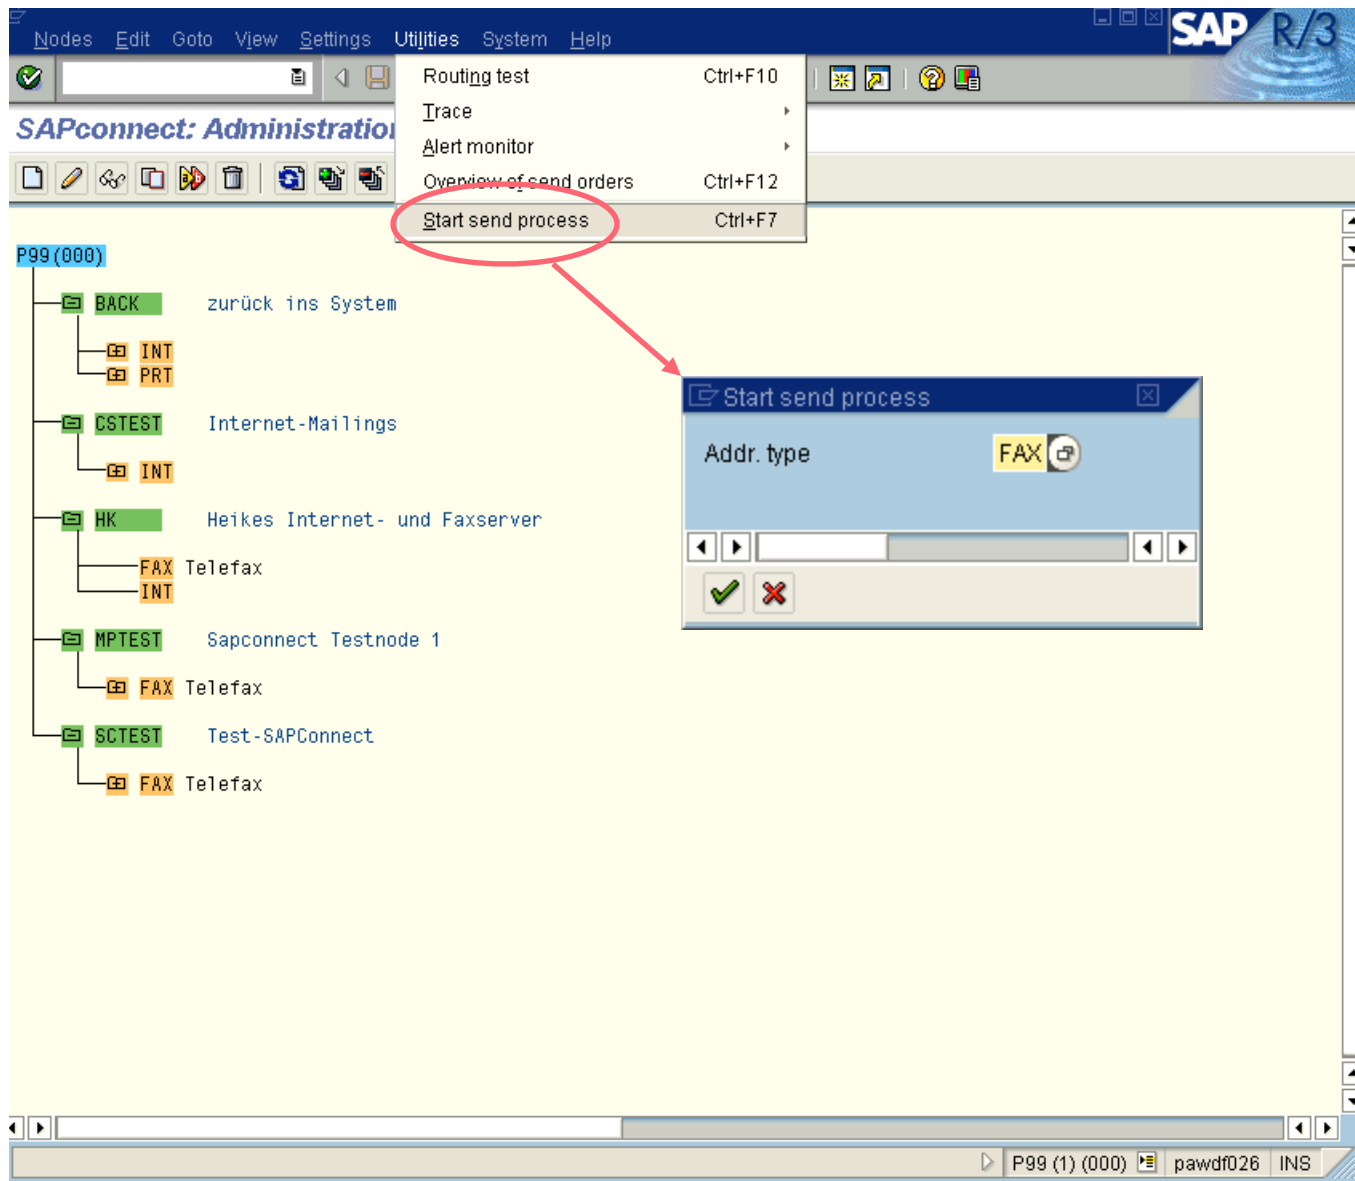 Nodes Edit Goto View Settings Utilities System Help
SAP R/3
Routing test Ctrl+F10
Trace
SAPconnect: Administration
Alert monitor
Overview of send orders Ctrl+F12
Start send process Ctrl+F7
P99(000)
BACK zurück ins System
INT
PRT
CSTEST Internet-Mailings
INT
HK Heikes Internet- und Faxserver
FAX Telefax
INT
MPTEST Sapconnect Testnode 1
FAX Telefax
SCTEST Test-SAPConnect
FAX Telefax
Start send process
Addr. type FAX
P99 (1) (000) pawdf026 INS